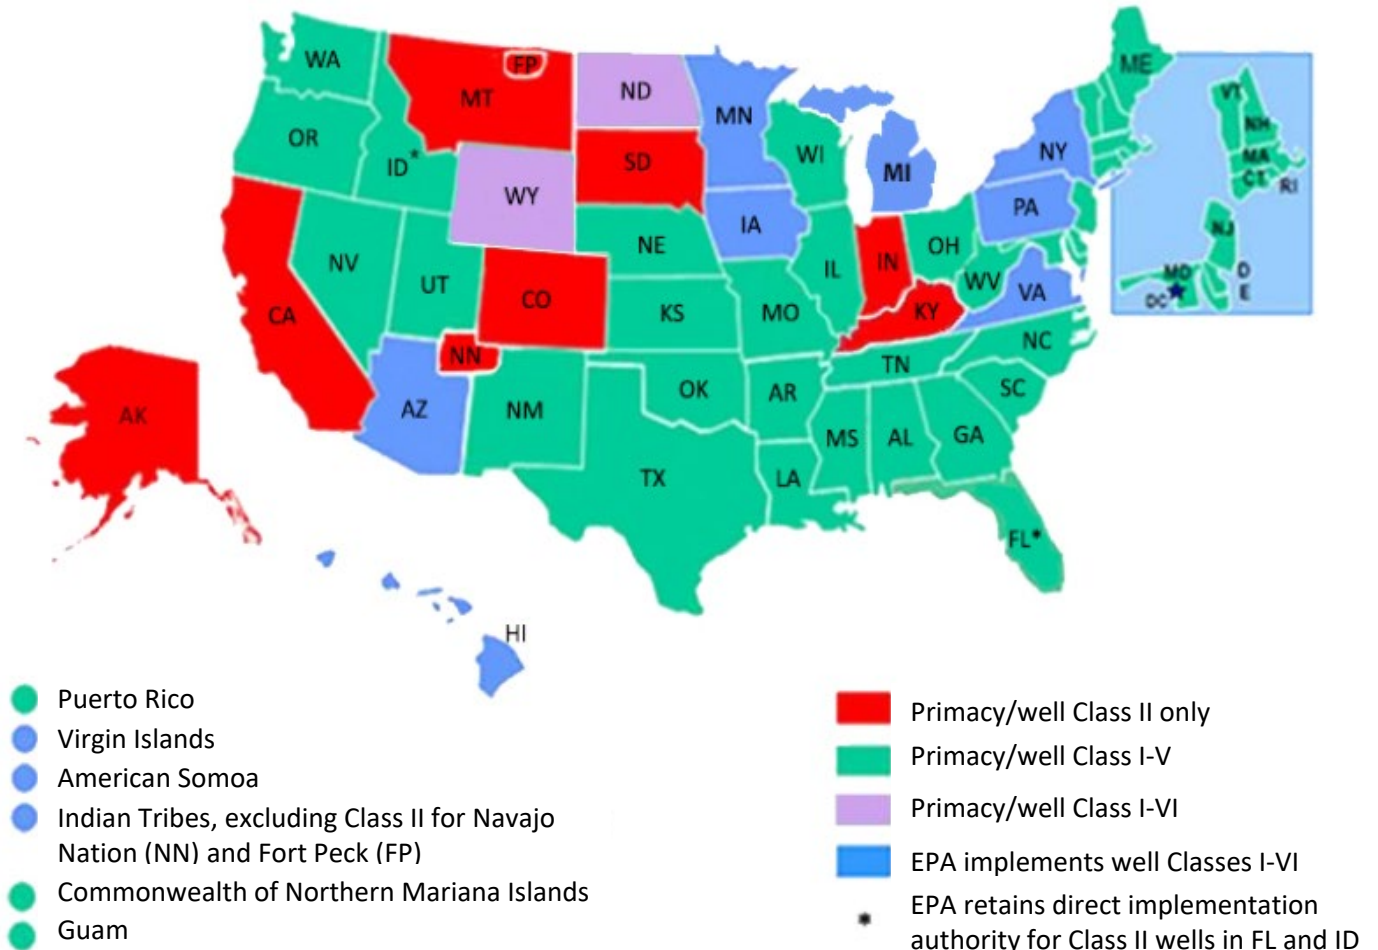 WA
FP
MT
ND
MN
ME
OR
ID*
SD
WI
MI
NY
VT
NH
MA
CT
RI
WY
IA
PA
NJ
NV
UT
NE
IL
IN
OH
WV
VA
MD
D
E
DC
CA
CO
KS
MO
KY
NC
NN
TN
AK
AZ
NM
OK
AR
SC
MS
AL
GA
TX
LA
FL*
HI
Puerto Rico
Virgin Islands
American Somoa
Indian Tribes, excluding Class II for Navajo
Nation (NN) and Fort Peck (FP)
Commonwealth of Northern Mariana Islands
Guam
Primacy/well Class II only
Primacy/well Class I-V
Primacy/well Class I-VI
EPA implements well Classes I-VI
* EPA retains direct implementation
authority for Class II wells in FL and ID